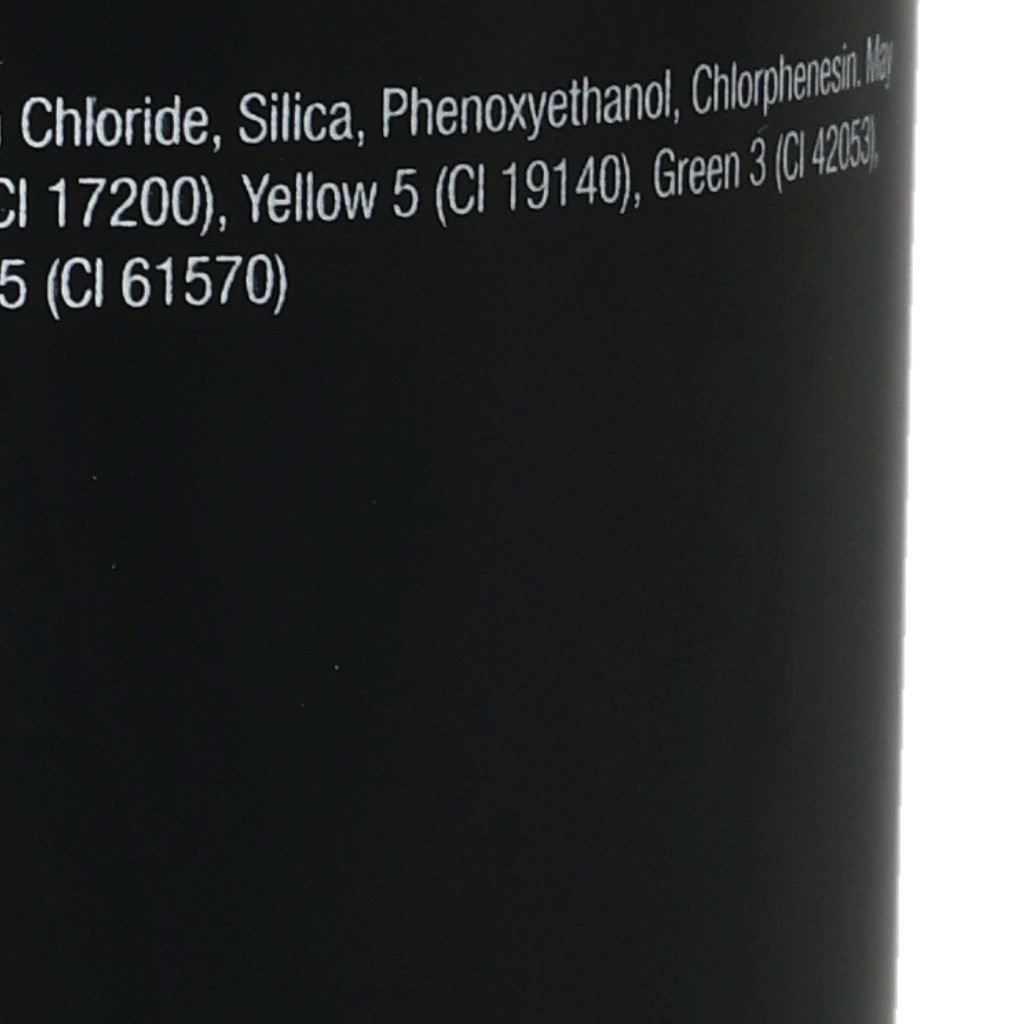 Chloride, Silica, Phenoxyethanol, Chlorphenesin. May
CI 17200), Yellow 5 (CI 19140), Green 3 (CI 42053),
5 (CI 61570)